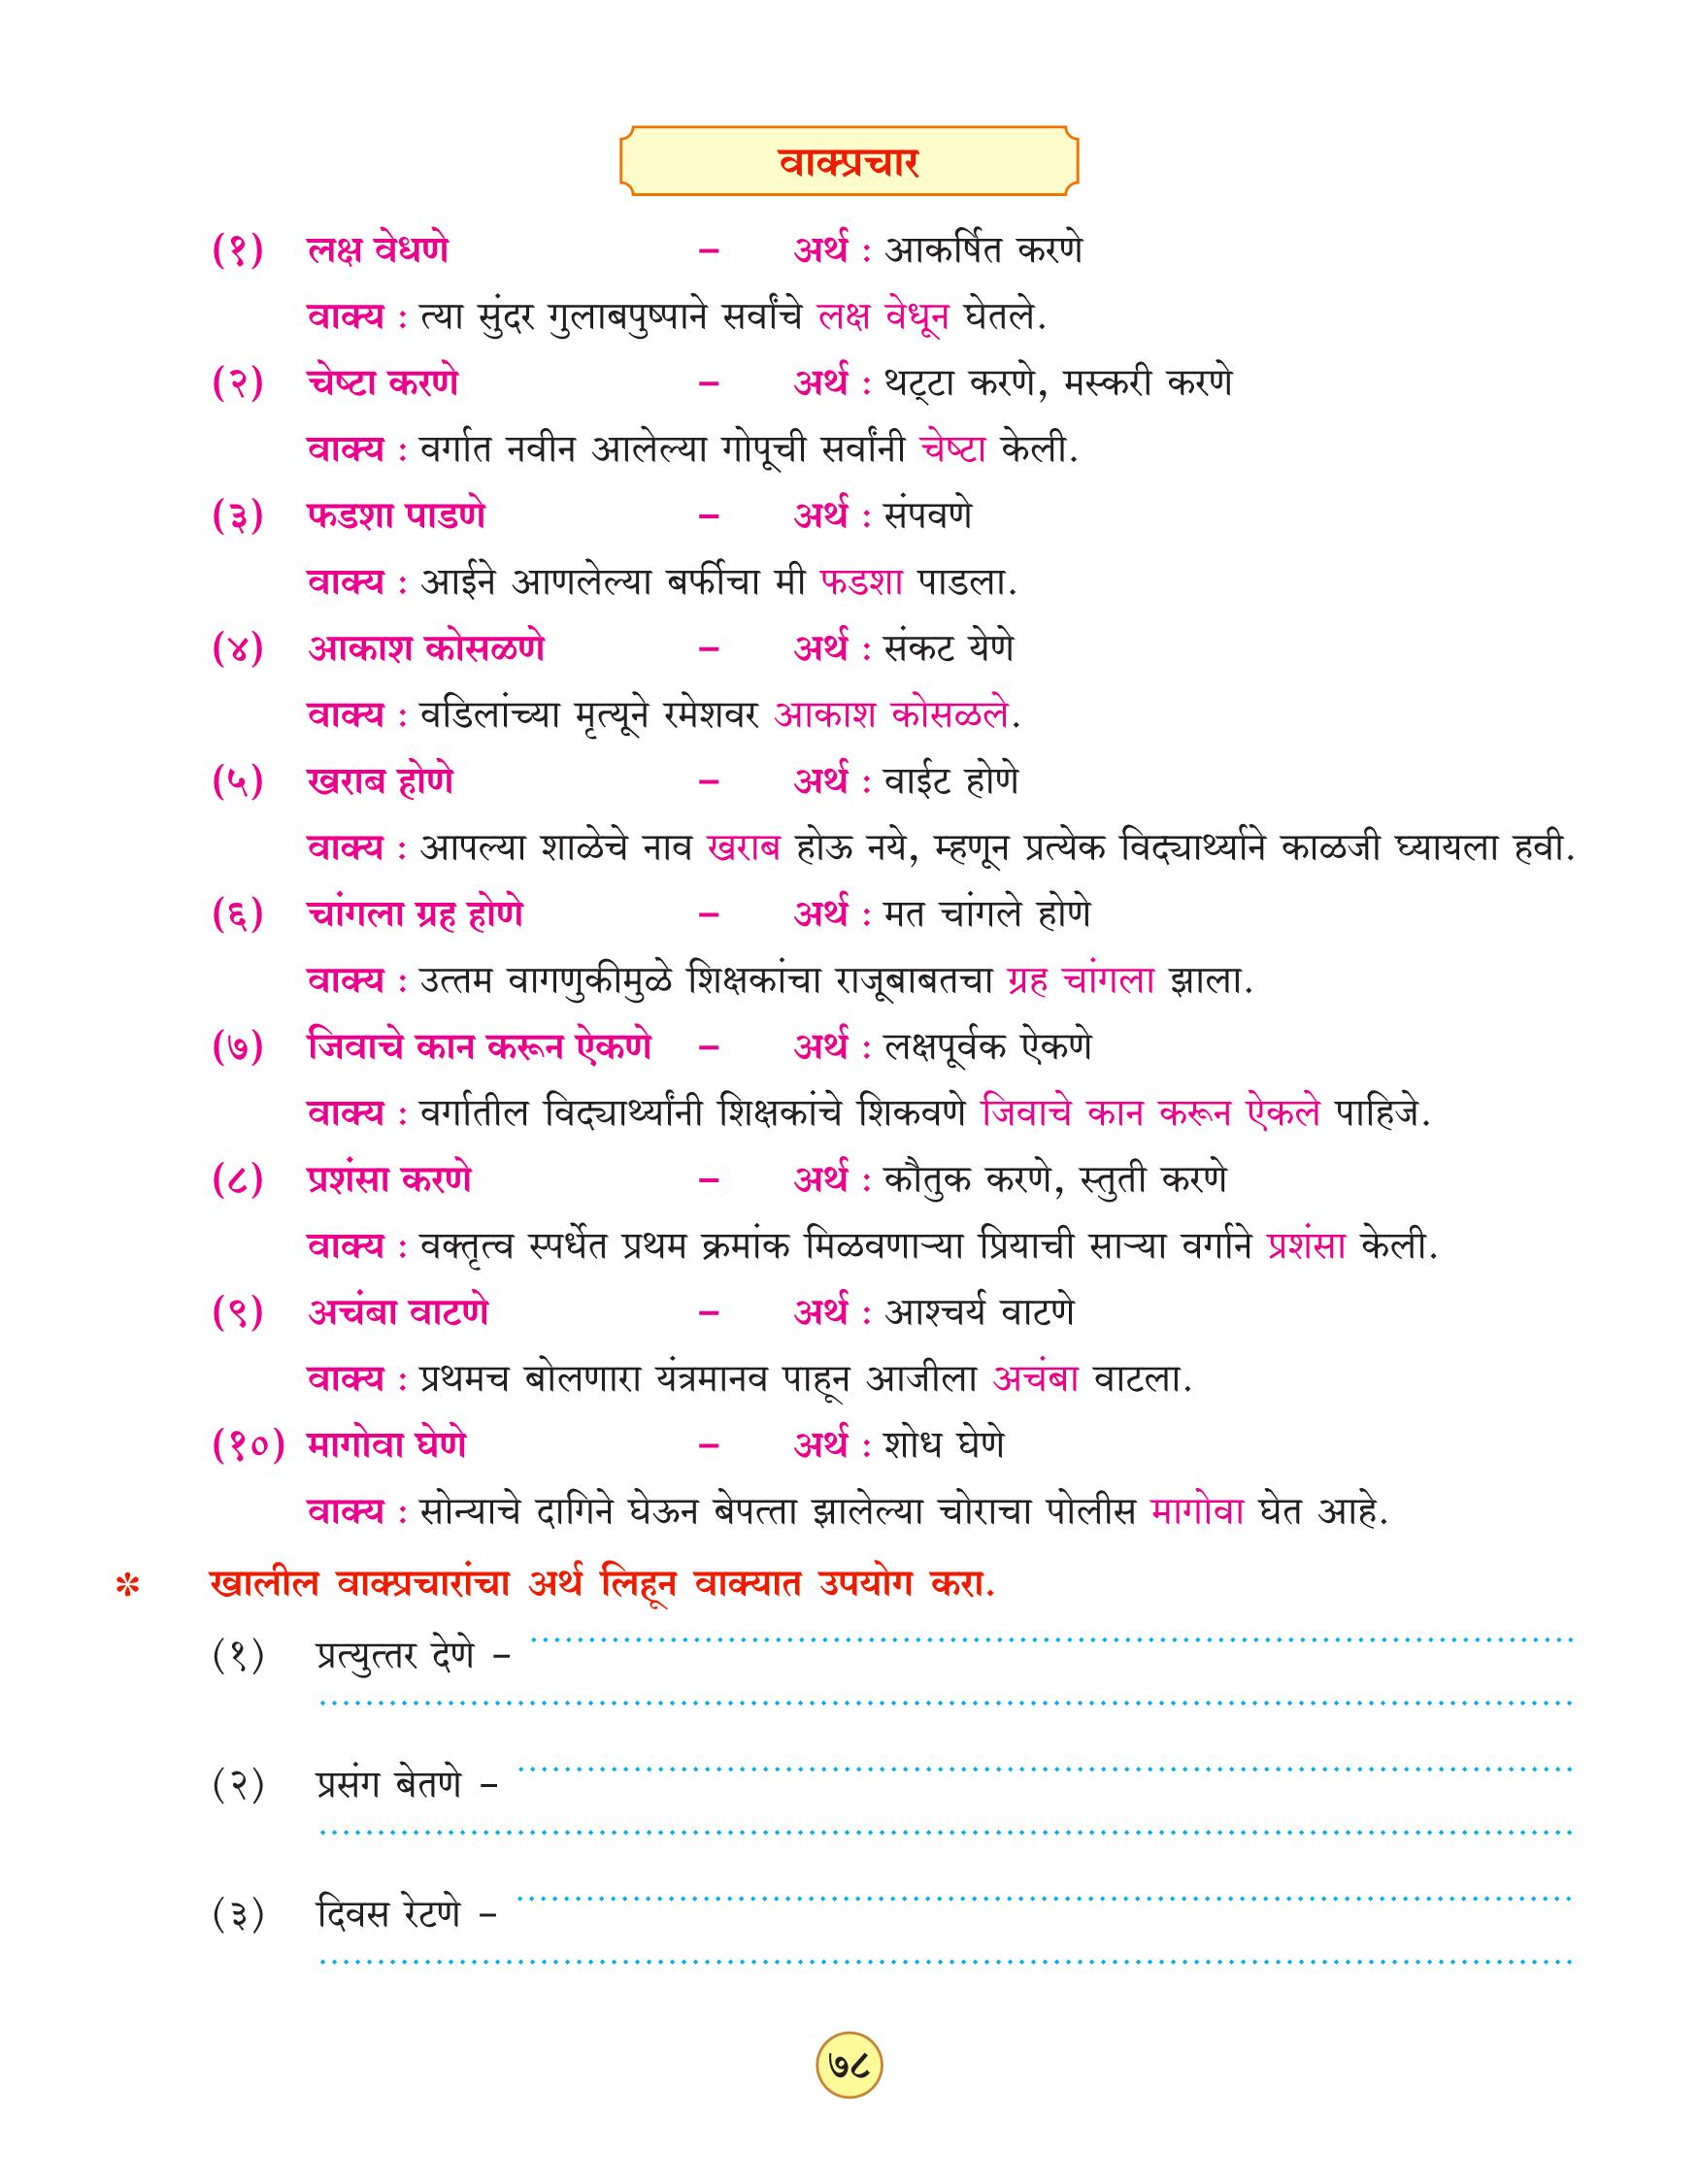 वाक्प्रचार
(१) लक्ष वेधणे – अर्थ : आकर्षित करणे
वाक्य : त्या सुंदर गुलाबपुष्पाने सर्वांचे लक्ष वेधून घेतले.
(२) चेष्टा करणे – अर्थ : थट्‌टा करणे, मस्करी करणे
वाक्य : वर्गात नवीन आलेल्या गोपूची सर्वांनी चेष्टा केली.
(३) फडशा पाडणे – अर्थ : संपवणे
वाक्य : आईने आणलेल्या बर्फीचा मी फडशा पाडला.
(४) आकाश कोसळणे – अर्थ : संकट येणे
वाक्य : वडिलांच्या मृत्यूने रमेशवर आकाश कोसळले.
(५) खराब होणे – अर्थ : वाईट होणे
वाक्य : आपल्या शाळेचे नाव खराब होऊ नये, म्हणून प्रत्येक विद्यार्थ्याने काळजी घ्यायला हवी.
(६) चांगला ग्रह होणे – अर्थ : मत चांगले होणे
वाक्य : उत्तम वागणुकीमुळे शिक्षकांचा राजूबाबतचा ग्रह चांगला झाला.
(७) जिवाचे कान करून ऐकणे – अर्थ : लक्षपूर्वक ऐकणे
वाक्य : वर्गातील विद्यार्थ्यांनी शिक्षकांचे शिकवणे जिवाचे कान करून ऐकले पाहिजे.
(८) प्रशंसा करणे – अर्थ : कौतुक करणे, स्तुती करणे
वाक्य : वक्तृत्व स्पर्धेत प्रथम क्रमांक मिळवणाऱ्या प्रियाची साऱ्या वर्गाने प्रशंसा केली.
(९) अचंबा वाटणे – अर्थ : आश्चर्य वाटणे
वाक्य : प्रथमच बोलणारा यंत्रमानव पाहून आजीला अचंबा वाटला.
(१०) मागोवा घेणे – अर्थ : शोध घेणे
वाक्य : सोन्याचे दागिने घेऊन बेपत्ता झालेल्या चोराचा पोलीस मागोवा घेत आहे.
* खालील वाक्प्रचारांचा अर्थ लिहून वाक्यात उपयोग करा.
(१) प्रत्युत्तर देणे –
(२) प्रसंग बेतणे –
(३) दिवस रेटणे –
७८